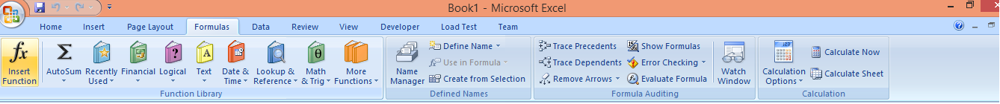 Book1 - Microsoft Excel
Home Insert Page Layout Formulas Data Review View Developer Load Test Team
fx
Insert
Function
Σ
AutoSum
Recently
Used
Financial
?
Logical
A
Text
Date &
Time
Lookup &
Reference
θ
Math
& Trig
More
Functions
Function Library
Name
Manager
Define Name
Use in Formula
Create from Selection
Defined Names
Trace Precedents
Trace Dependents
Remove Arrows
Show Formulas
Error Checking
Evaluate Formula
Watch
Window
Formula Auditing
Calculation
Options
Calculate Now
Calculate Sheet
Calculation